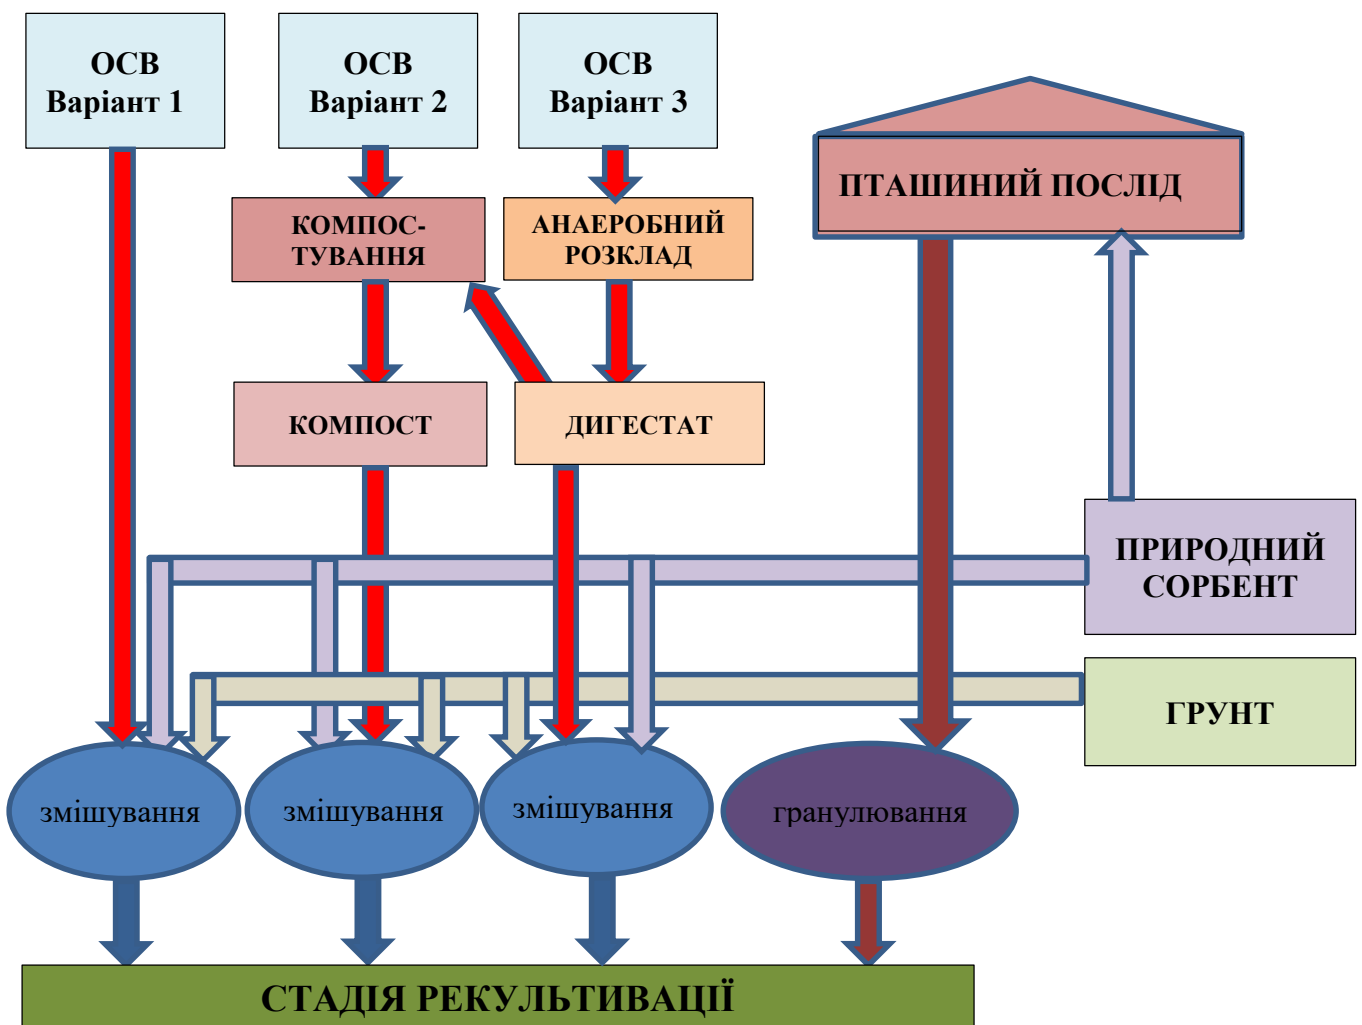 ОСВ
Варіант 1
ОСВ
Варіант 2
ОСВ
Варіант 3
ПТАШИНИЙ ПОСЛІД
КОМПОС-
ТУВАННЯ
АНАЕРОБНИЙ
РОЗКЛАД
КОМПОСТ
ДИГЕСТАТ
ПРИРОДНИЙ
СОРБЕНТ
ГРУНТ
змішування
змішування
змішування
гранулювання
СТАДІЯ РЕКУЛЬТИВАЦІЇ